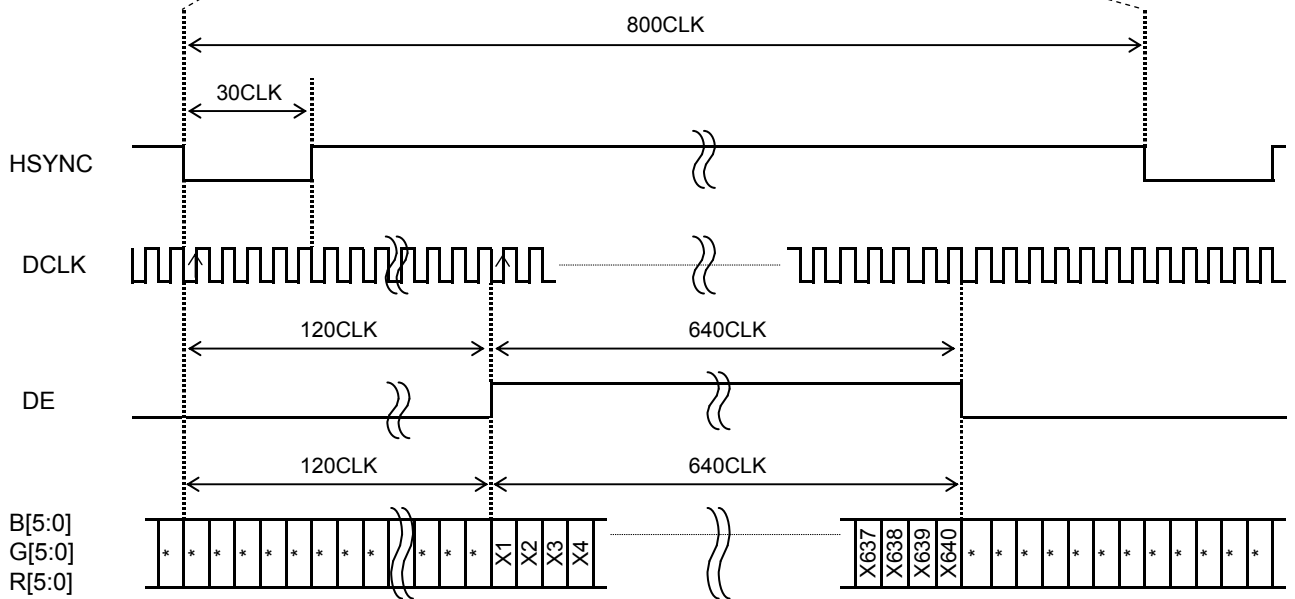 800CLK
30CLK
HSYNC
DCLK
120CLK 640CLK
DE
120CLK 640CLK
B[5:0]
G[5:0]
R[5:0]
* * * * * * * * * * * * X1 X2 X3 X4 X637 X638 X639 X640 * * * * * * * * * * * *